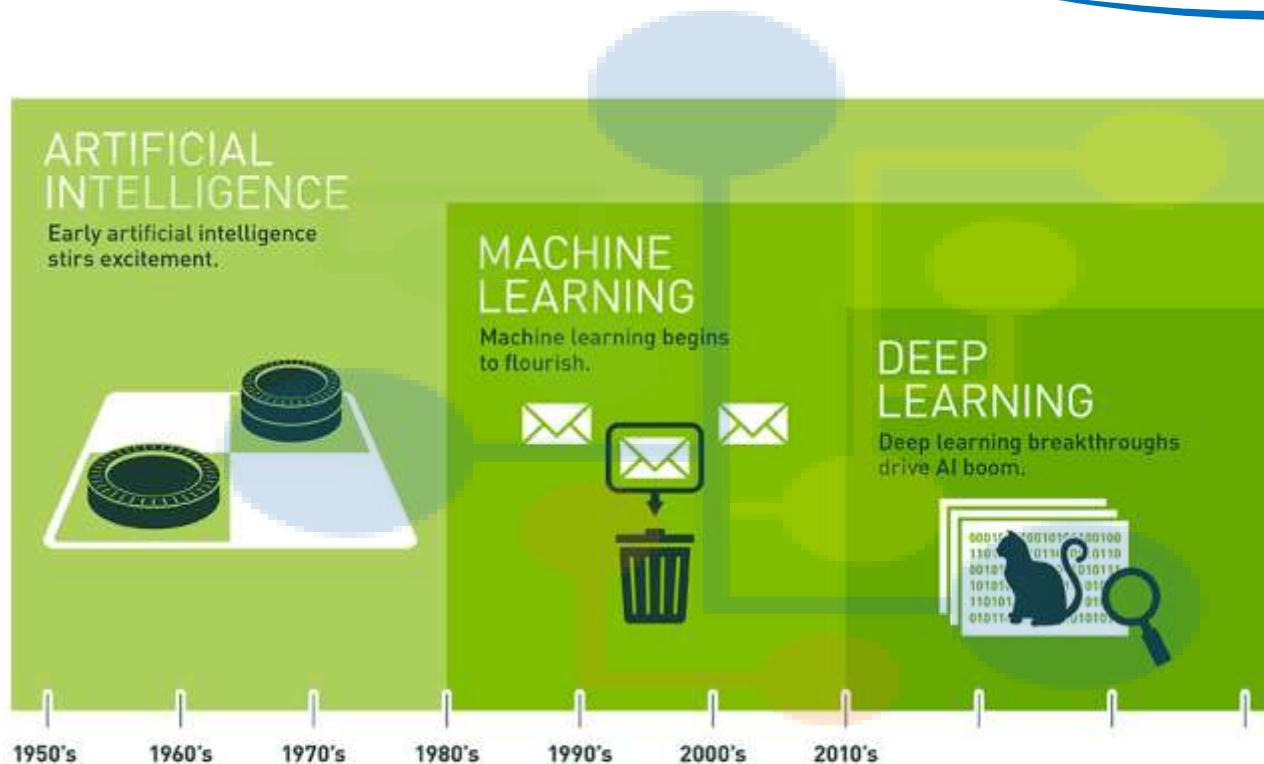 ARTIFICIAL
INTELLIGENCE
Early artificial intelligence
stirs excitement.
MACHINE
LEARNING
Machine learning begins
to flourish.
DEEP
LEARNING
Deep learning breakthroughs
drive AI boom.
1950's 1960's 1970's 1980's 1990's 2000's 2010's